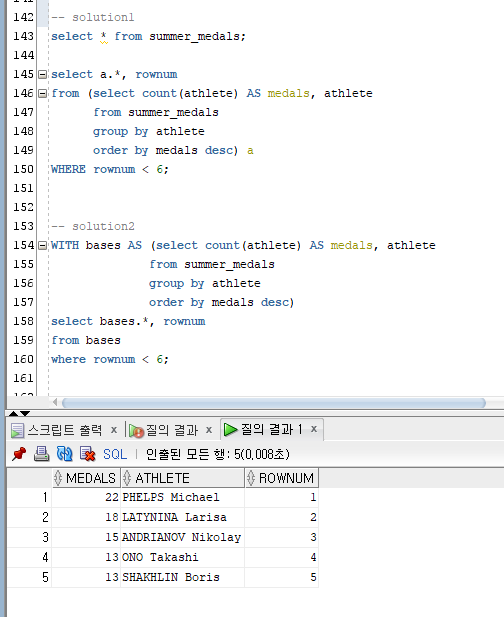 142 -- solution1
143 select * from summer_medals;
144
145 select a.*, rownum
146 from (select count(athlete) AS medals, athlete
147 from summer_medals
148 group by athlete
149 order by medals desc) a
150 WHERE rownum < 6;
151
152
153 -- solution2
154 WITH bases AS (select count(athlete) AS medals, athlete
155 from summer_medals
156 group by athlete
157 order by medals desc)
158 select bases.*, rownum
159 from bases
160 where rownum < 6;
161
스크립트 출력 x 질의 결과 x 질의 결과 1 x
SQL | 인출된 모든 행: 5(0,008초)
MEDALS ATHLETE ROWNUM
1 22 PHELPS Michael 1
2 18 LATYNINA Larisa 2
3 15 ANDRIANOV Nikolay 3
4 13 ONO Takashi 4
5 13 SHAKHLIN Boris 5